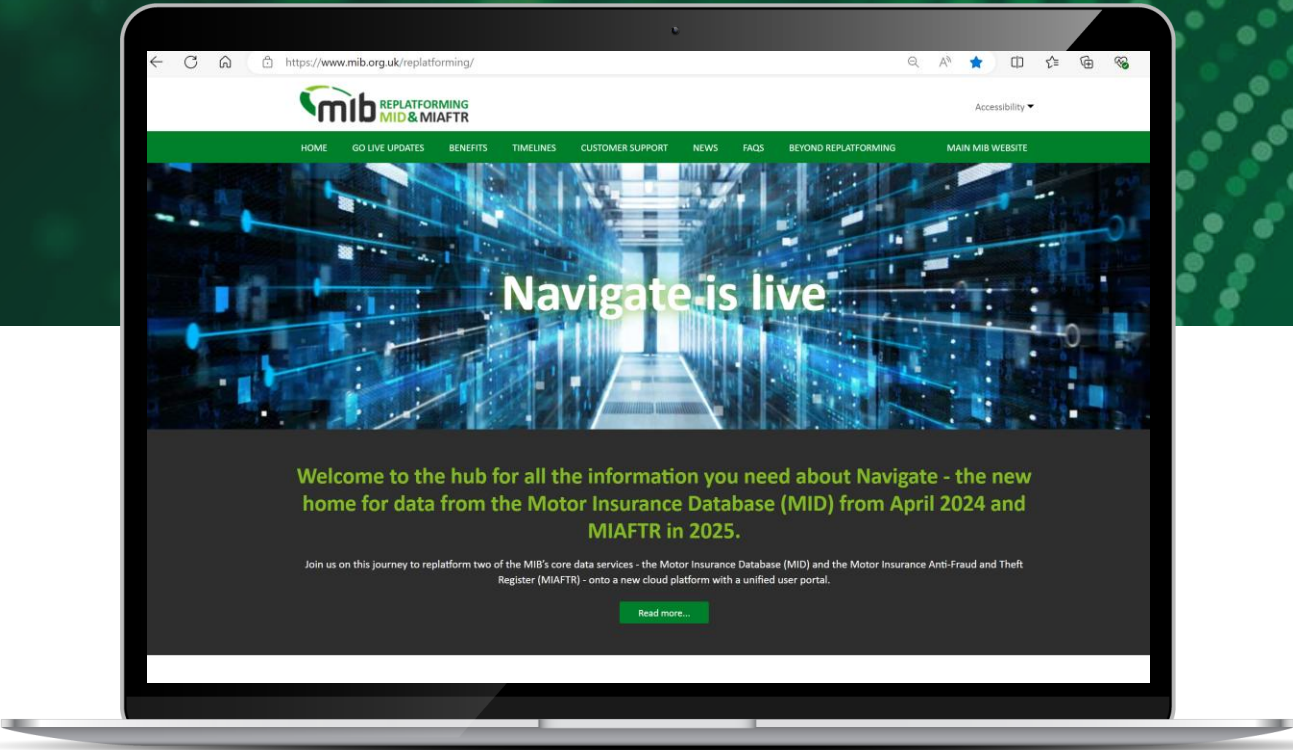 https://www.mib.org.uk/replatforming/
mib REPLATFORMING
MID & MIAFTR
Accessibility
HOME GO LIVE UPDATES BENEFITS TIMELINES CUSTOMER SUPPORT NEWS FAQS BEYOND REPLATFORMING MAIN MIB WEBSITE
Navigate is live
Welcome to the hub for all the information you need about Navigate - the new
home for data from the Motor Insurance Database (MID) from April 2024 and
MIAFTR in 2025.
Join us on this journey to replatform two of the MIB's core data services - the Motor Insurance Database (MID) and the Motor Insurance Anti-Fraud and Theft
Register (MIAFTR) - onto a new cloud platform with a unified user portal.
Read more...